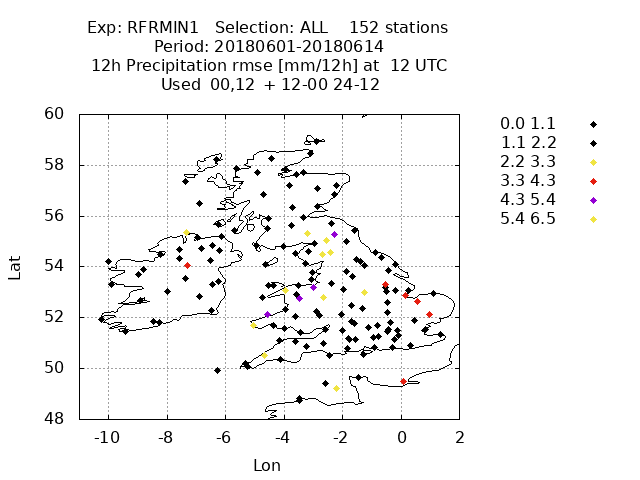 Exp: RFRMIN1   Selection: ALL    152 stations
Period: 20180601-20180614
12h Precipitation rmse [mm/12h] at  12 UTC
Used  00,12  + 12-00 24-12
60
58
56
54
52
50
48
Lat
-10 -8 -6 -4 -2 0 2
Lon
0.0 1.1
1.1 2.2
2.2 3.3
3.3 4.3
4.3 5.4
5.4 6.5